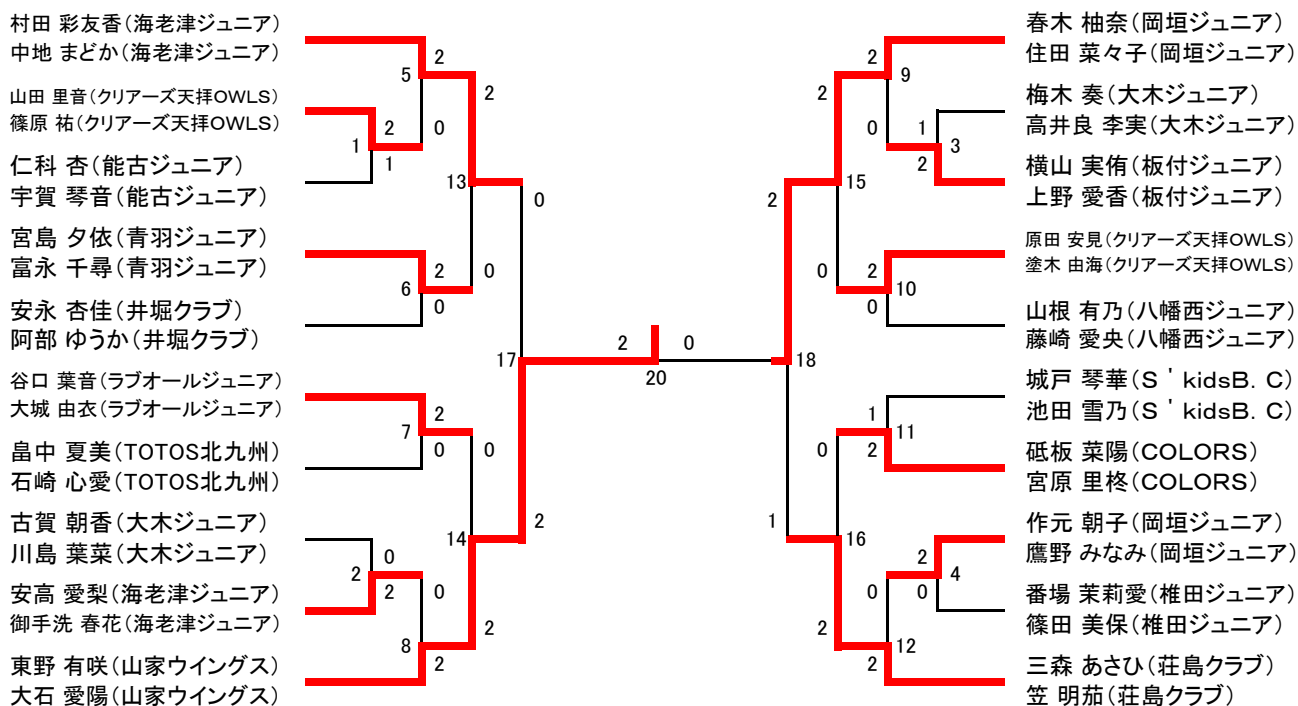 村田 彩友香(海老津ジュニア)
中地 まどか(海老津ジュニア)
山田 里音(クリアーズ天拝OWLS)
篠原 祐(クリアーズ天拝OWLS)
仁科 杏(能古ジュニア)
宇賀 琴音(能古ジュニア)
宮島 夕依(青羽ジュニア)
富永 千尋(青羽ジュニア)
安永 杏佳(井堀クラブ)
阿部 ゆうか(井堀クラブ)
谷口 葉音(ラブオールジュニア)
大城 由衣(ラブオールジュニア)
畠中 夏美(TOTOS北九州)
石崎 心愛(TOTOS北九州)
古賀 朝香(大木ジュニア)
川島 葉菜(大木ジュニア)
安高 愛梨(海老津ジュニア)
御手洗 春花(海老津ジュニア)
東野 有咲(山家ウイングス)
大石 愛陽(山家ウイングス)
2
5
2
2
0
1
1
13
0
2
0
6
0
17
2
7
0
0
14
2
0
2
2
8
2
2
2
0
20
2
9
2
0
1
3
2
15
2
0
2
10
0
18
1
11
0
2
1
16
2
4
0
0
2
12
2
春木 柚奈(岡垣ジュニア)
住田 菜々子(岡垣ジュニア)
梅木 奏(大木ジュニア)
高井良 李実(大木ジュニア)
横山 実侑(板付ジュニア)
上野 愛香(板付ジュニア)
原田 安見(クリアーズ天拝OWLS)
塗木 由海(クリアーズ天拝OWLS)
山根 有乃(八幡西ジュニア)
藤崎 愛央(八幡西ジュニア)
城戸 琴華(S'kidsB.C)
池田 雪乃(S'kidsB.C)
砥板 菜陽(COLORS)
宮原 里柊(COLORS)
作元 朝子(岡垣ジュニア)
鷹野 みなみ(岡垣ジュニア)
番場 茉莉愛(椎田ジュニア)
篠田 美保(椎田ジュニア)
三森 あさひ(荘島クラブ)
笠 明茄(荘島クラブ)